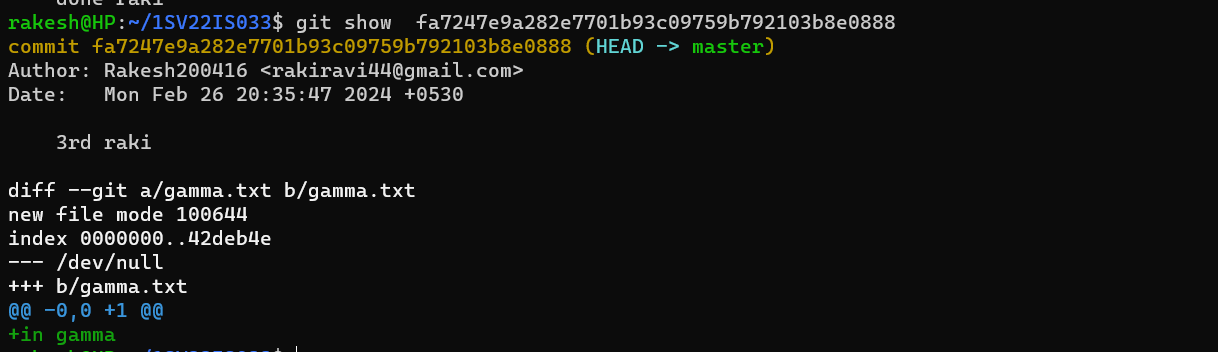 done raki
rakesh@HP:~/1SV22IS033$ git show  fa7247e9a282e7701b93c09759b792103b8e0888
commit fa7247e9a282e7701b93c09759b792103b8e0888 (HEAD -> master)
Author: Rakesh200416 <rakiravi44@gmail.com>
Date:   Mon Feb 26 20:35:47 2024 +0530
    3rd raki
diff --git a/gamma.txt b/gamma.txt
new file mode 100644
index 0000000..42deb4e
--- /dev/null
+++ b/gamma.txt
@@ -0,0 +1 @@
+in gamma